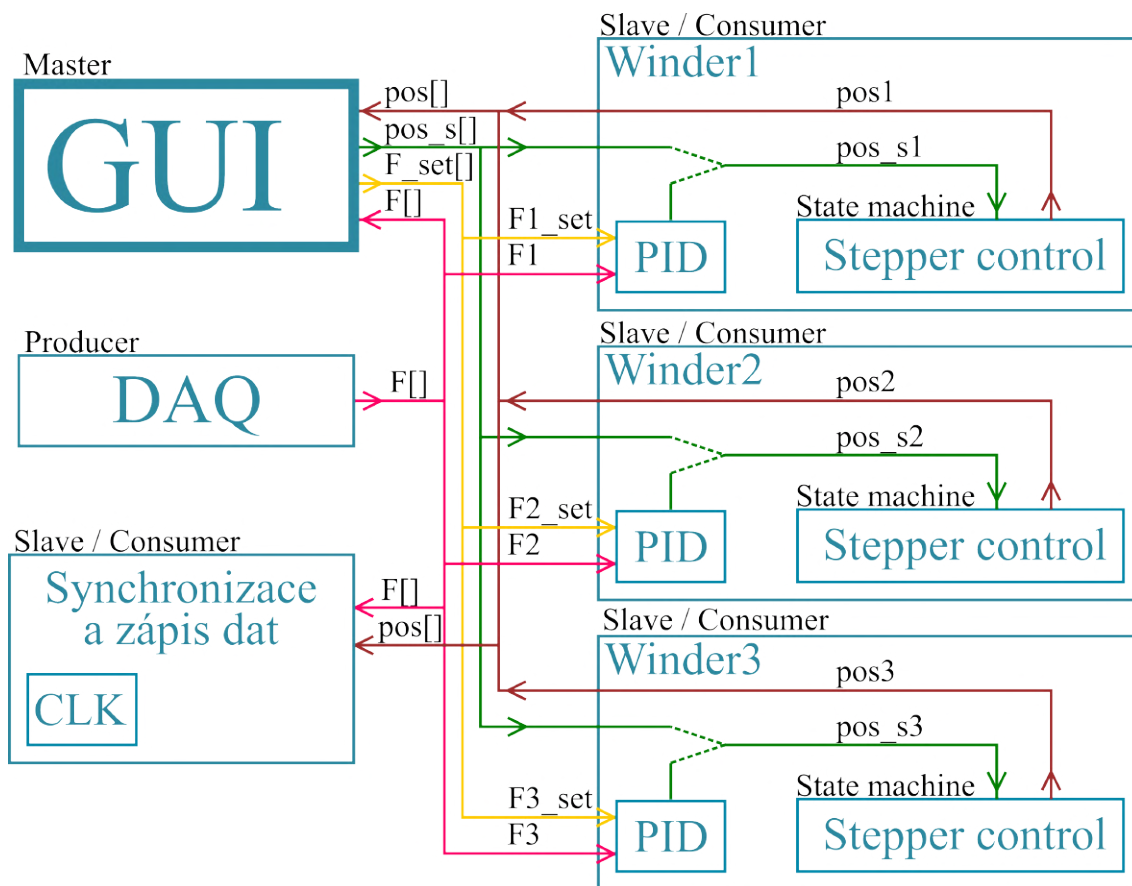 Master
GUI
pos[]
pos_s[]
F_set[]
F[]
Producer
DAQ
F[]
Slave / Consumer
Synchronizace
a zápis dat
CLK
F[]
pos[]
Slave / Consumer
Winder1
pos1
pos_s1
F1_set
F1
PID
State machine
Stepper control
Slave / Consumer
Winder2
pos2
pos_s2
F2_set
F2
PID
State machine
Stepper control
Slave / Consumer
Winder3
pos3
pos_s3
F3_set
F3
PID
State machine
Stepper control